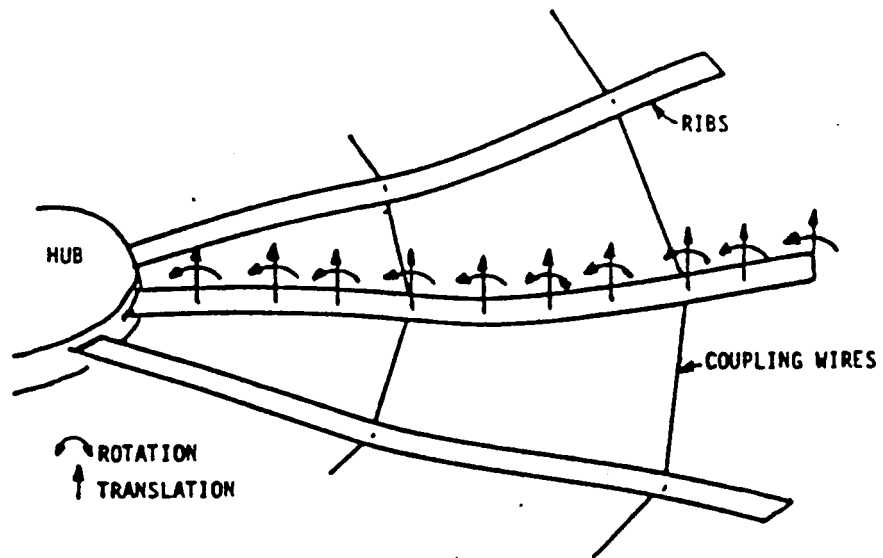 RIBS
HUB
COUPLING WIRES
ROTATION
TRANSLATION